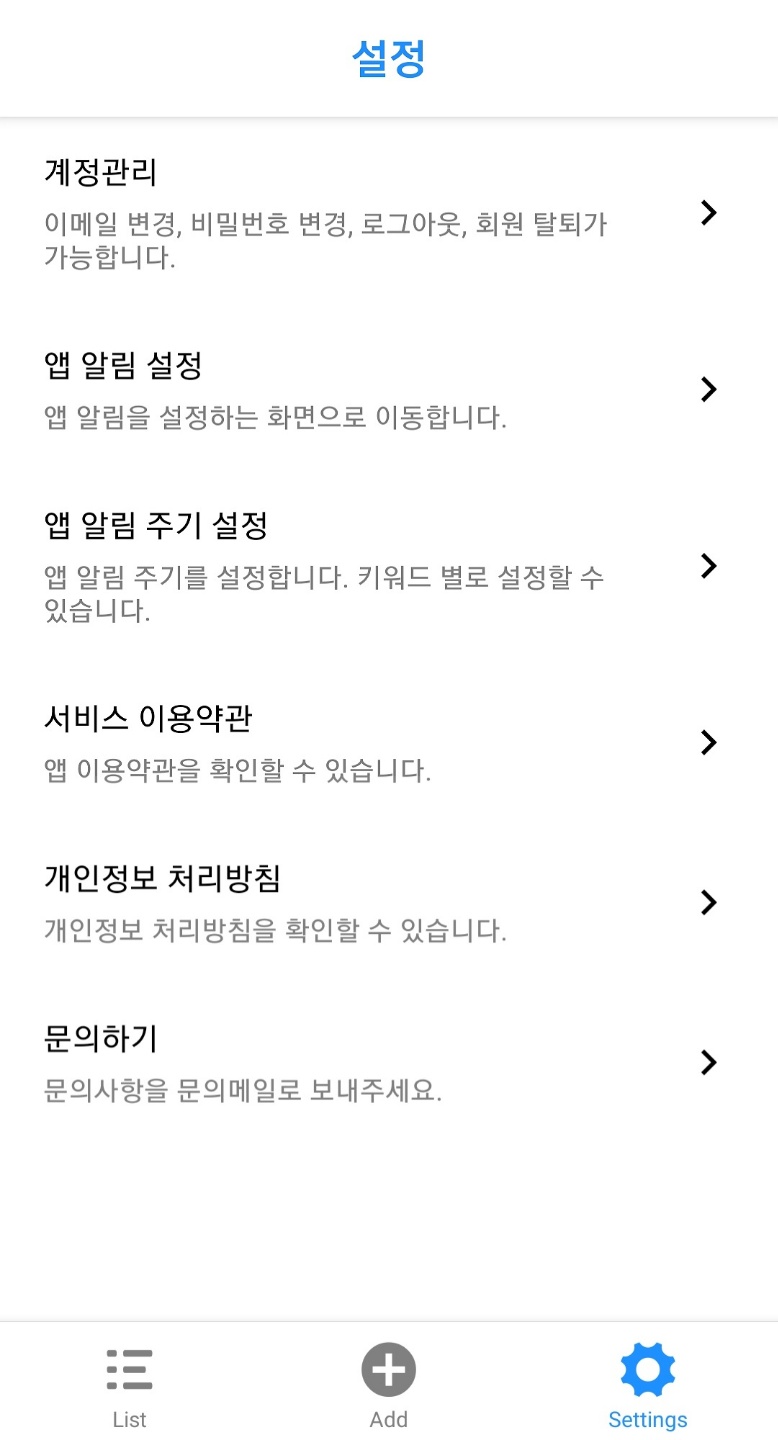 설정
계정관리
이메일 변경, 비밀번호 변경, 로그아웃, 회원 탈퇴가
가능합니다.
앱 알림 설정
앱 알림을 설정하는 화면으로 이동합니다.
앱 알림 주기 설정
앱 알림 주기를 설정합니다. 키워드 별로 설정할 수
있습니다.
서비스 이용약관
앱 이용약관을 확인할 수 있습니다.
개인정보 처리방침
개인정보 처리방침을 확인할 수 있습니다.
문의하기
문의사항을 문의메일로 보내주세요.
List
Add
Settings